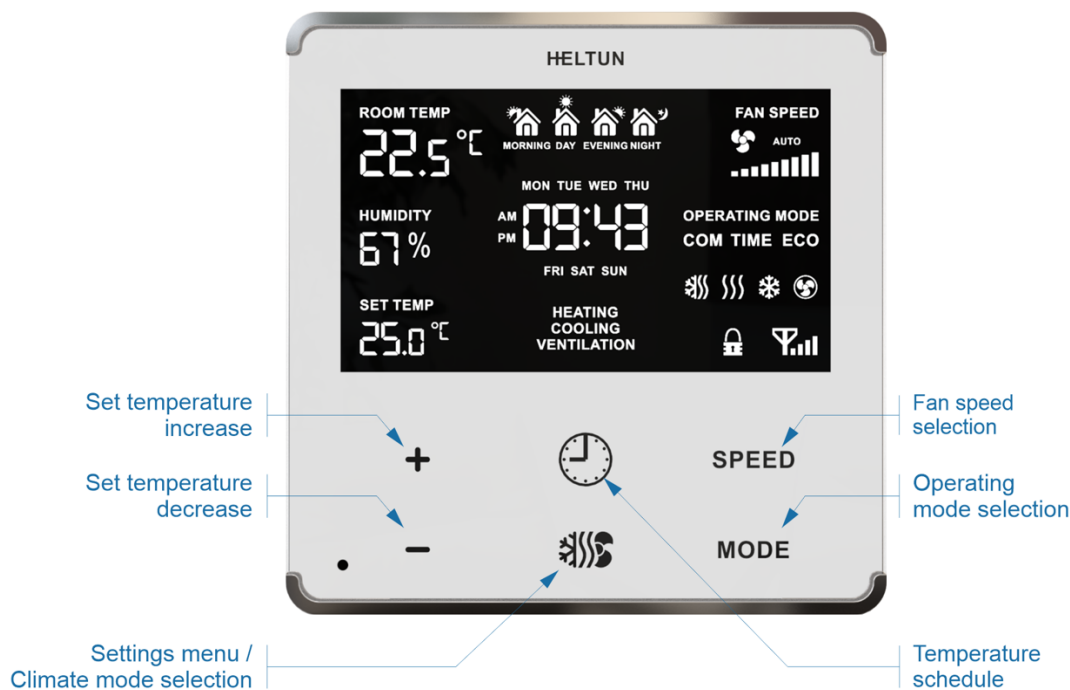 HELTUN
ROOM TEMP
22.5 °C
MORNING DAY EVENING NIGHT
FAN SPEED
AUTO
MON TUE WED THU
HUMIDITY
67 %
AM
PM
09:43
OPERATING MODE
COM TIME ECO
FRI SAT SUN
SET TEMP
25.0 °C
HEATING
COOLING
VENTILATION
Set temperature
increase
+
SPEED
Fan speed
selection
Set temperature
decrease
−
MODE
Operating
mode selection
Settings menu /
Climate mode selection
Temperature
schedule